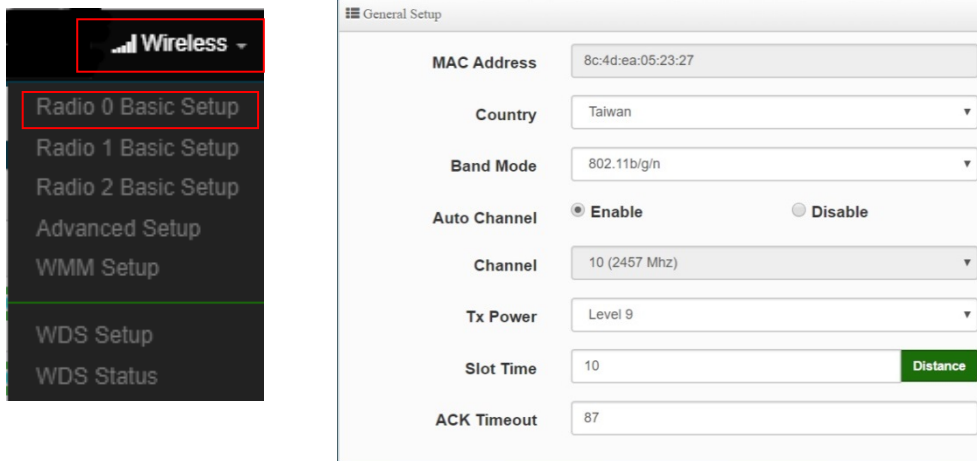 Wireless
Radio 0 Basic Setup
Radio 1 Basic Setup
Radio 2 Basic Setup
Advanced Setup
WMM Setup
WDS Setup
WDS Status
General Setup
MAC Address 8c:4d:ea:05:23:27
Country Taiwan
Band Mode 802.11b/g/n
Auto Channel Enable Disable
Channel 10 (2457 Mhz)
Tx Power Level 9
Slot Time 10 Distance
ACK Timeout 87